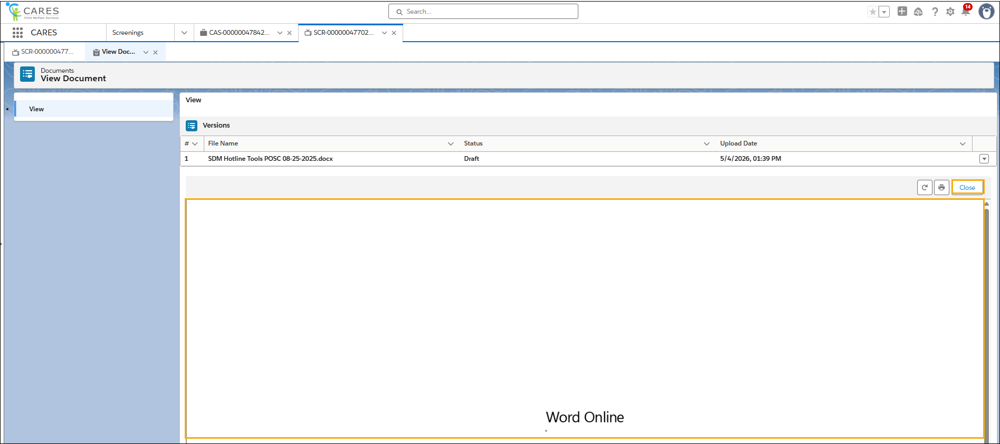 CARES
Child Welfare Services
Search...
14
CARES
Screenings
CAS-00000047842...
SCR-00000047702...
SCR-000000477...
View Doc...
Documents
View Document
View
View
Versions
# File Name Status Upload Date
1 SDM Hotline Tools POSC 08-25-2025.docx Draft 5/4/2026, 01:39 PM
Close
Word Online